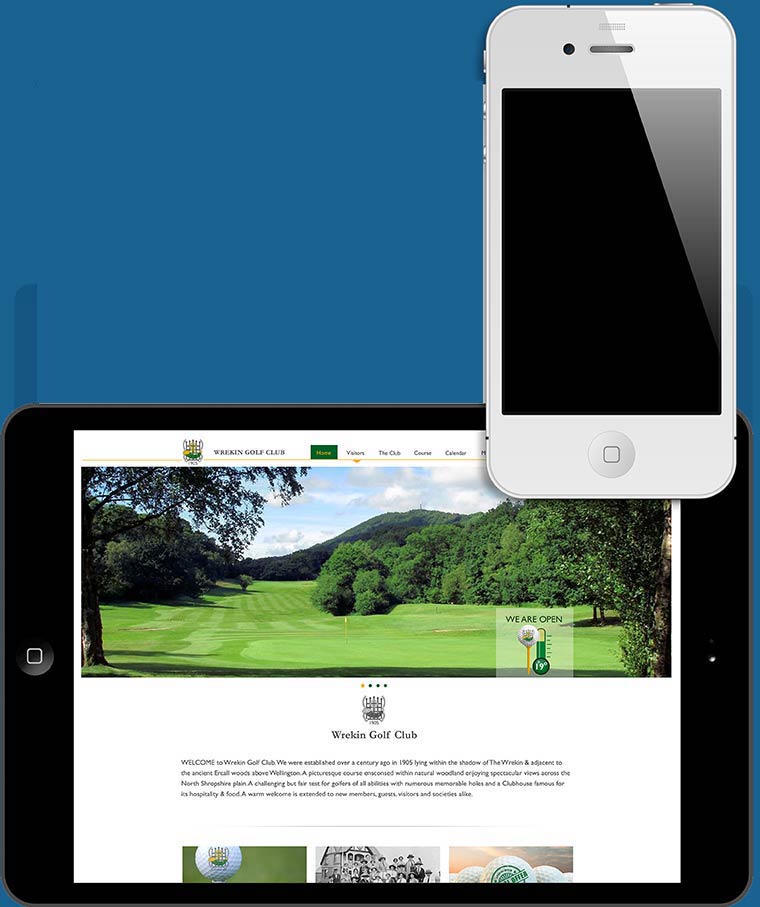 WREKIN GOLF CLUB
Home Visitors The Club Course Calendar
WE ARE OPEN
19°
1905
Wrekin Golf Club
WELCOME to Wrekin Golf Club. We were established over a century ago in 1905 lying within the shadow of The Wrekin & adjacent to
the ancient Ercall woods above Wellington. A picturesque course ensconsed within natural woodland enjoying spectacular views across the
North Shropshire plain. A challenging but fair test for golfers of all abilities with numerous memorable holes and a Clubhouse famous for
its hospitality & food. A warm welcome is extended to new members, guests, visitors and societies alike.
OFFER